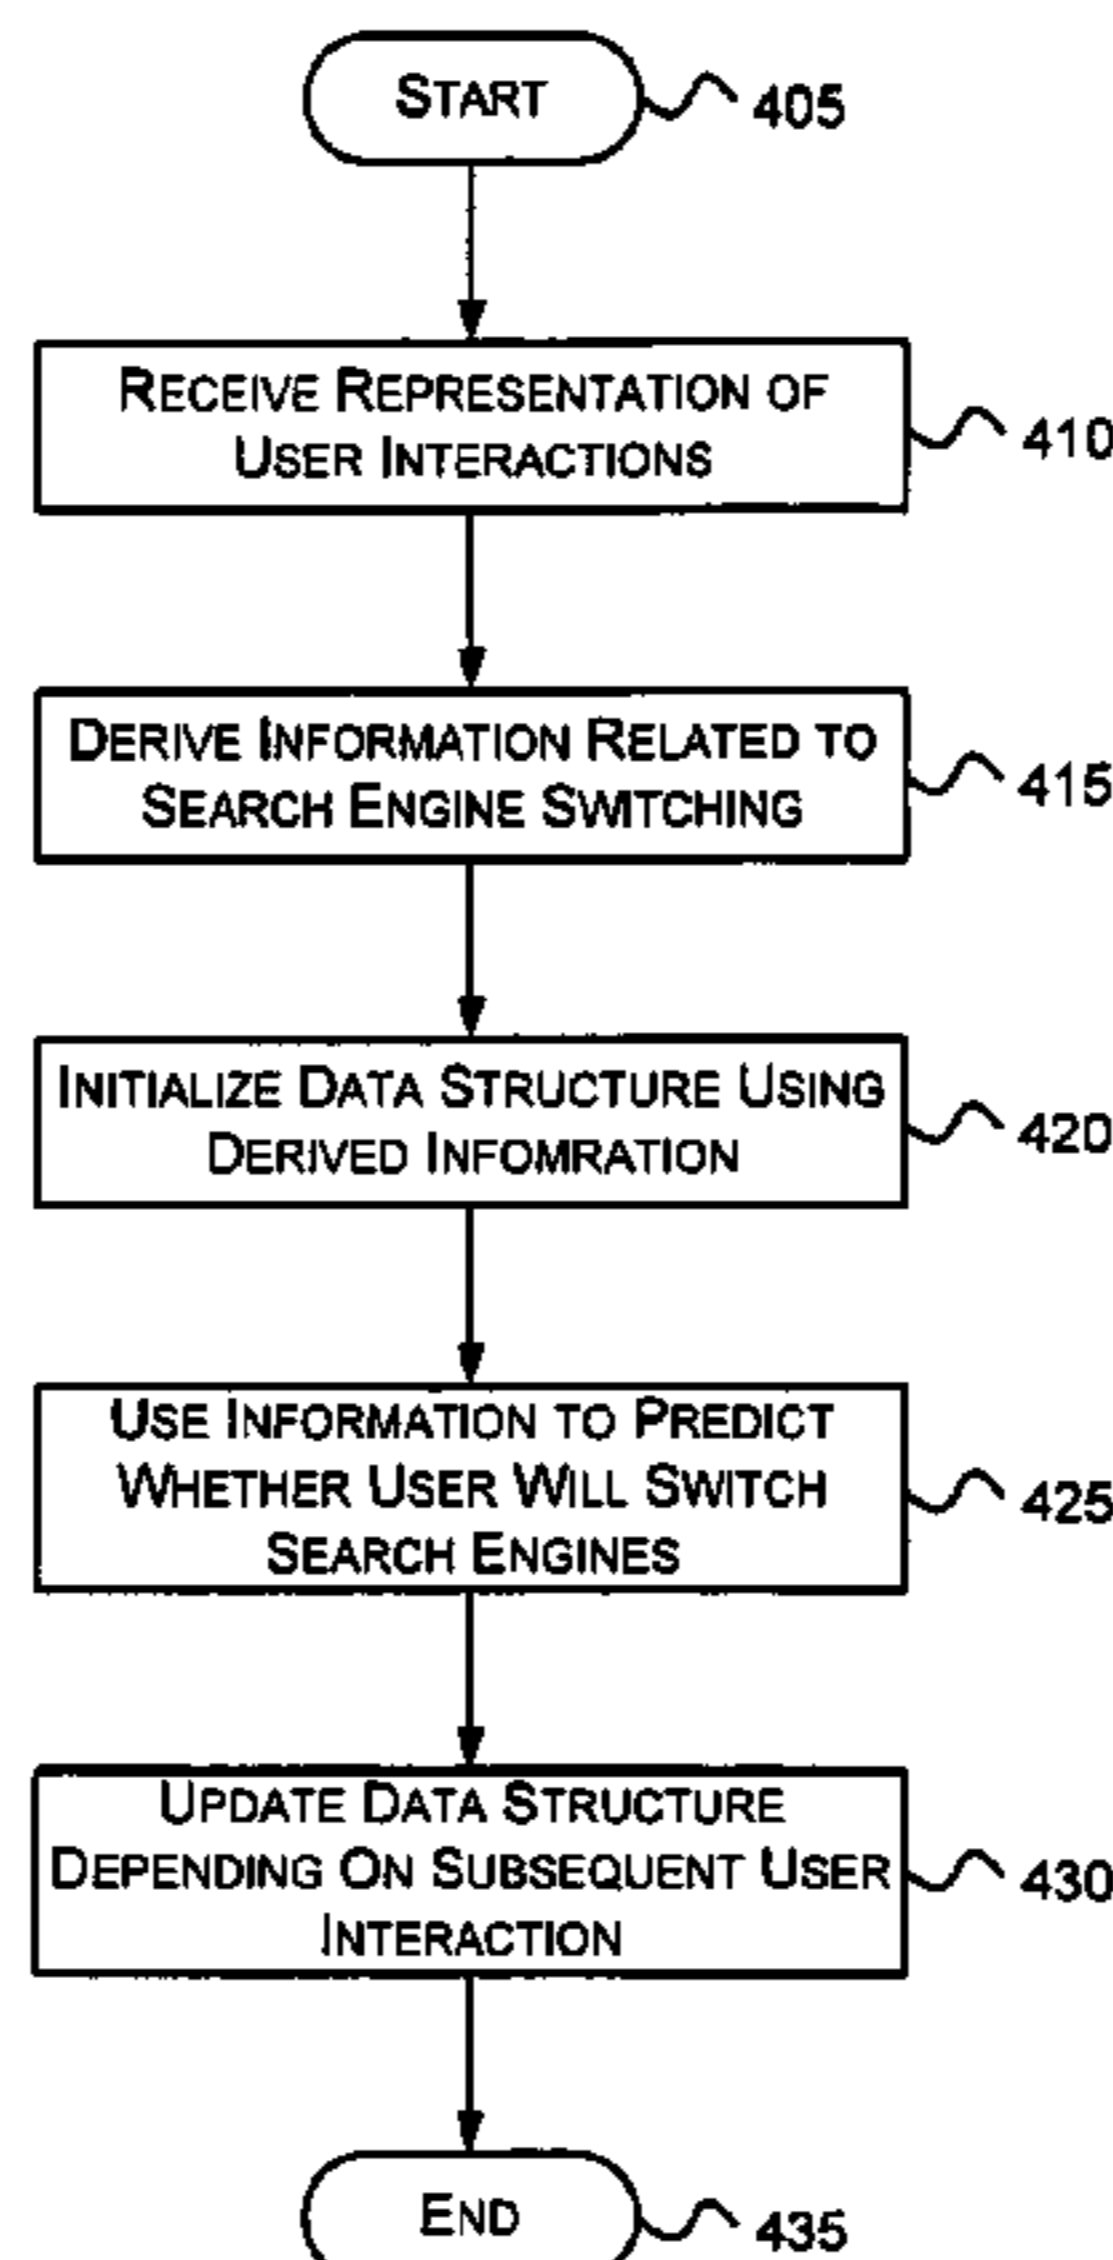 START
405
RECEIVE REPRESENTATION OF
USER INTERACTIONS
410
DERIVE INFORMATION RELATED TO
SEARCH ENGINE SWITCHING
415
INITIALIZE DATA STRUCTURE USING
DERIVED INFOMRATION
420
USE INFORMATION TO PREDICT
WHETHER USER WILL SWITCH
SEARCH ENGINES
425
UPDATE DATA STRUCTURE
DEPENDING ON SUBSEQUENT USER
INTERACTION
430
END
435